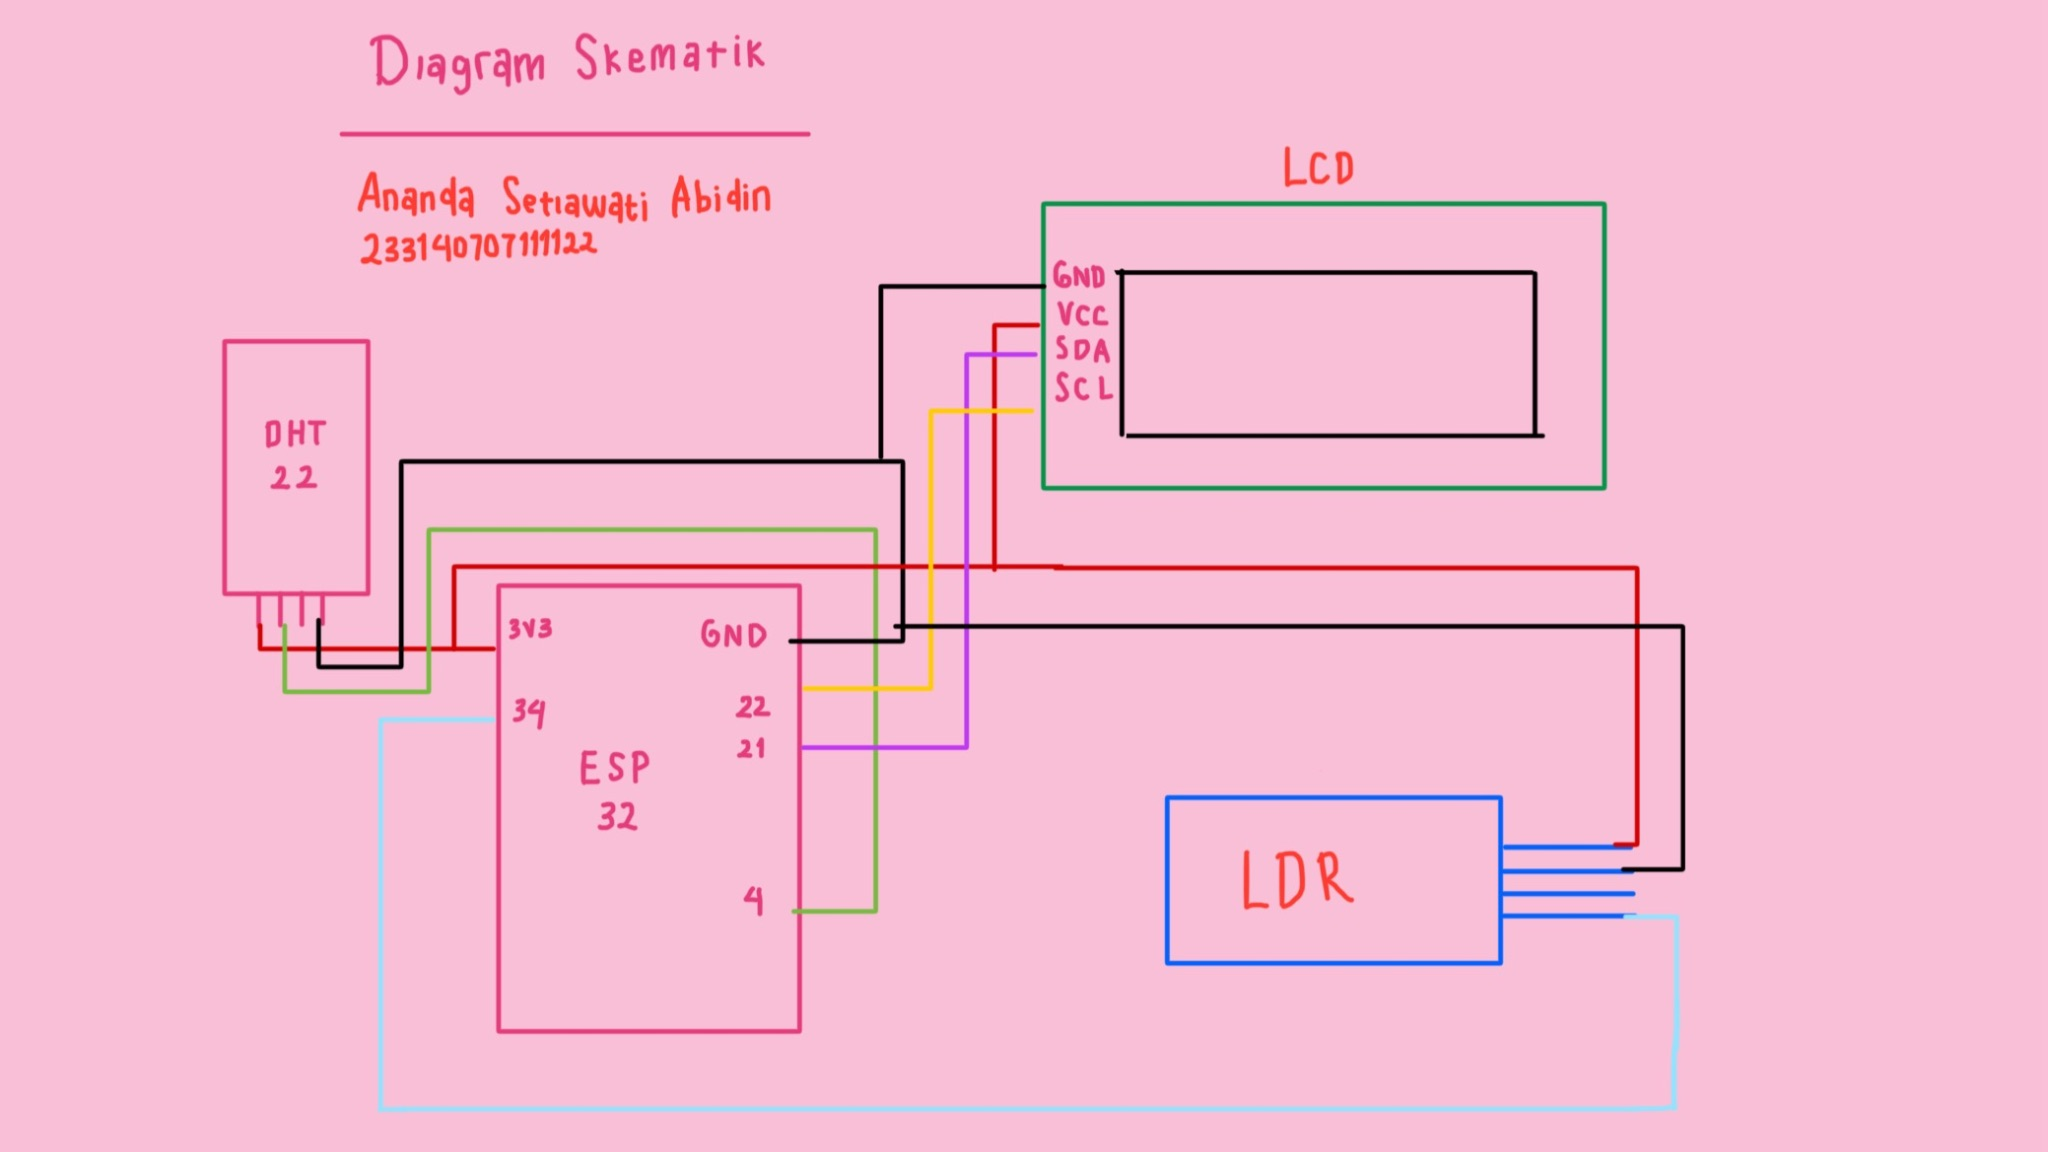 Diagram Skematik
Ananda Setiawati Abidin
233140707111122
LCD
GND
VCC
SDA
SCL
DHT
22
3V3
GND
34
22
21
ESP
32
4
LDR